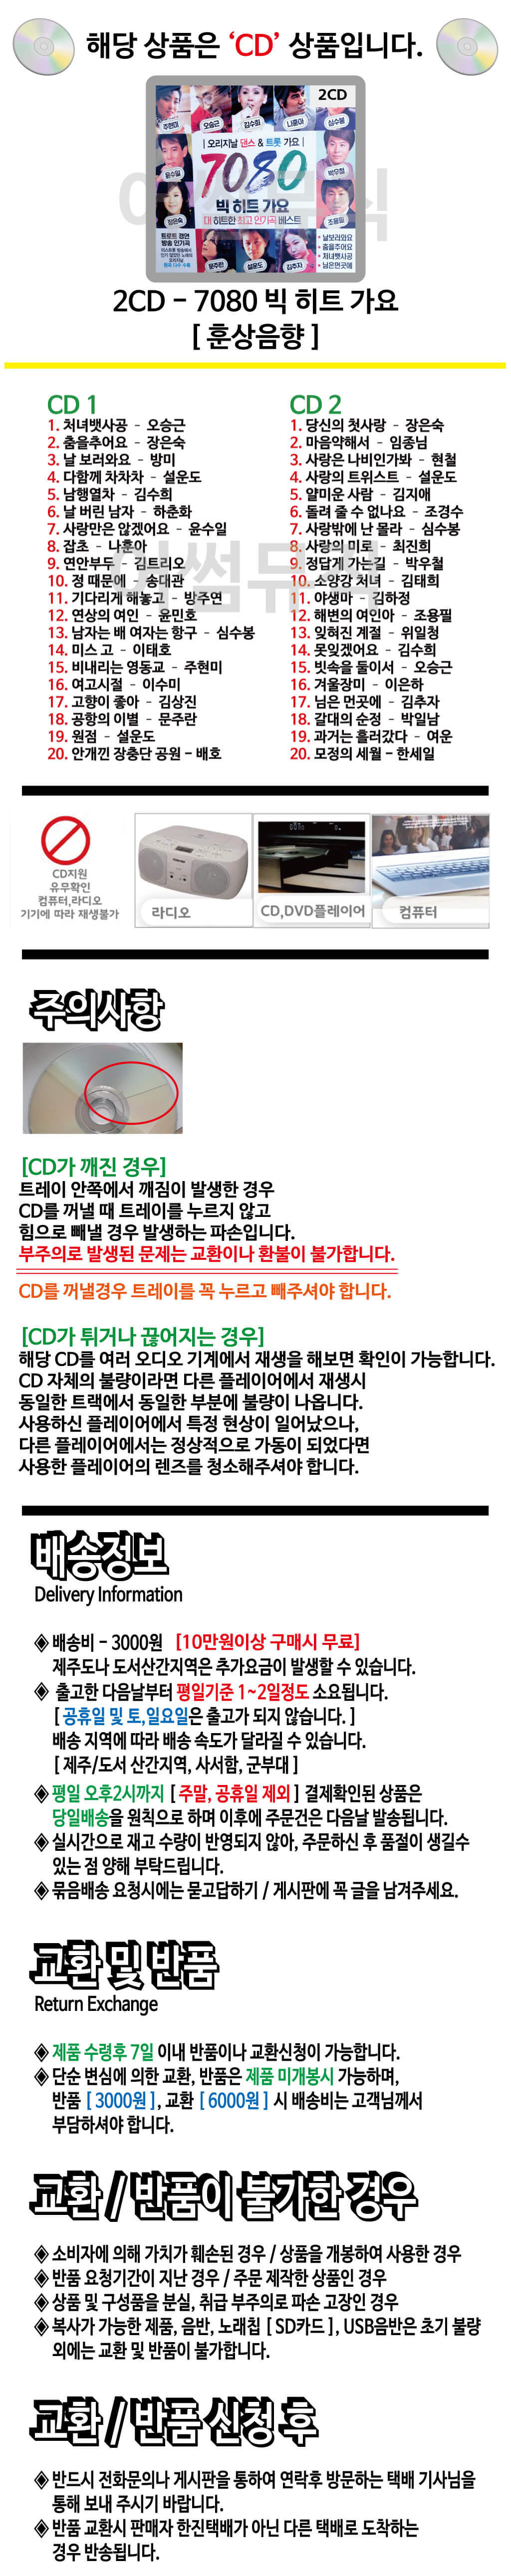 해당 상품은 ‘CD’ 상품입니다.
2CD
주현미
오승근
김수희
나훈아
심수봉
윤수일
| 오리지날 댄스 & 트롯 가요 |
박우철
7080
빅 히트 가요
장은숙
조용필
대 히트한 최고 인기곡 베스트
트로트 경연
방송 인기곡
문주란
설운도
김추자
• 날보러와요
• 춤을추어요
• 처녀뱃사공
• 님은먼곳에
2CD - 7080 빅 히트 가요
[ 훈상음향 ]
이썸뮤직
CD 1
1. 처녀뱃사공 - 오승근
2. 춤을추어요 - 장은숙
3. 날 보러와요 - 방미
4. 다함께 차차차 - 설운도
5. 남행열차 - 김수희
6. 날 버린 남자 - 하춘화
7. 사랑만은 않겠어요 - 윤수일
8. 잡초 - 나훈아
9. 연안부두 - 김트리오
10. 정 때문에 - 송대관
11. 기다리게 해놓고 - 방주연
12. 연상의 여인 - 윤민호
13. 남자는 배 여자는 항구 - 심수봉
14. 미스 고 - 이태호
15. 비내리는 영동교 - 주현미
16. 여고시절 - 이수미
17. 고향이 좋아 - 김상진
18. 공항의 이별 - 문주란
19. 원점 - 설운도
20. 안개낀 장충단 공원 - 배호
CD 2
1. 당신의 첫사랑 - 장은숙
2. 마음약해서 - 임종님
3. 사랑은 나비인가봐 - 현철
4. 사랑의 트위스트 - 설운도
5. 얄미운 사람 - 김지애
6. 돌려 줄 수 없나요 - 조경수
7. 사랑밖에 난 몰라 - 심수봉
8. 사랑의 미로 - 최진희
9. 정답게 가는길 - 박우철
10. 소양강 처녀 - 김태희
11. 야생마 - 김하정
12. 해변의 여인아 - 조용필
13. 잊혀진 계절 - 위일청
14. 못잊겠어요 - 김수희
15. 빗속을 둘이서 - 오승근
16. 겨울장미 - 이은하
17. 님은 먼곳에 - 김추자
18. 갈대의 순정 - 박일남
19. 과거는 흘러갔다 - 여운
20. 모정의 세월 - 한세일
CD지원
유무확인
컴퓨터,라디오
기기에 따라 재생불가
라디오
CD,DVD플레이어
컴퓨터
주의사항
[CD가 깨진 경우]
트레이 안쪽에서 깨짐이 발생한 경우
CD를 꺼낼 때 트레이를 누르지 않고
힘으로 빼낼 경우 발생하는 파손입니다.
부주의로 발생된 문제는 교환이나 환불이 불가합니다.
CD를 꺼낼경우 트레이를 꼭 누르고 빼주셔야 합니다.
[CD가 튀거나 끊어지는 경우]
해당 CD를 여러 오디오 기계에서 재생을 해보면 확인이 가능합니다.
CD 자체의 불량이라면 다른 플레이어에서 재생시
동일한 트랙에서 동일한 부분에 불량이 나옵니다.
사용하신 플레이어에서 특정 현상이 일어났으나,
다른 플레이어에서는 정상적으로 가동이 되었다면
사용한 플레이어의 렌즈를 청소해주셔야 합니다.
배송정보
Delivery Information
◈ 배송비 - 3000원 [10만원이상 구매시 무료]
제주도나 도서산간지역은 추가요금이 발생할 수 있습니다.
◈ 출고한 다음날부터 평일기준 1~2일정도 소요됩니다.
[ 공휴일 및 토,일요일은 출고가 되지 않습니다. ]
배송 지역에 따라 배송 속도가 달라질 수 있습니다.
[ 제주/도서 산간지역, 사서함, 군부대 ]
◈ 평일 오후2시까지 [ 주말, 공휴일 제외 ] 결제확인된 상품은
당일배송을 원칙으로 하며 이후에 주문건은 다음날 발송됩니다.
◈ 실시간으로 재고 수량이 반영되지 않아, 주문하신 후 품절이 생길수
있는 점 양해 부탁드립니다.
◈ 묶음배송 요청시에는 묻고답하기 / 게시판에 꼭 글을 남겨주세요.
교환 및 반품
Return Exchange
◈ 제품 수령후 7일 이내 반품이나 교환신청이 가능합니다.
◈ 단순 변심에 의한 교환, 반품은 제품 미개봉시 가능하며,
반품 [ 3000원 ], 교환 [ 6000원 ] 시 배송비는 고객님께서
부담하셔야 합니다.
교환 / 반품이 불가한 경우
◈ 소비자에 의해 가치가 훼손된 경우 / 상품을 개봉하여 사용한 경우
◈ 반품 요청기간이 지난 경우 / 주문 제작한 상품인 경우
◈ 상품 및 구성품을 분실, 취급 부주의로 파손 고장인 경우
◈ 복사가 가능한 제품, 음반, 노래칩 [ SD카드 ], USB음반은 초기 불량
외에는 교환 및 반품이 불가합니다.
교환 / 반품 신청 후
◈ 반드시 전화문의나 게시판을 통하여 연락후 방문하는 택배 기사님을
통해 보내 주시기 바랍니다.
◈ 반품 교환시 판매자 한진택배가 아닌 다른 택배로 도착하는
경우 반송됩니다.